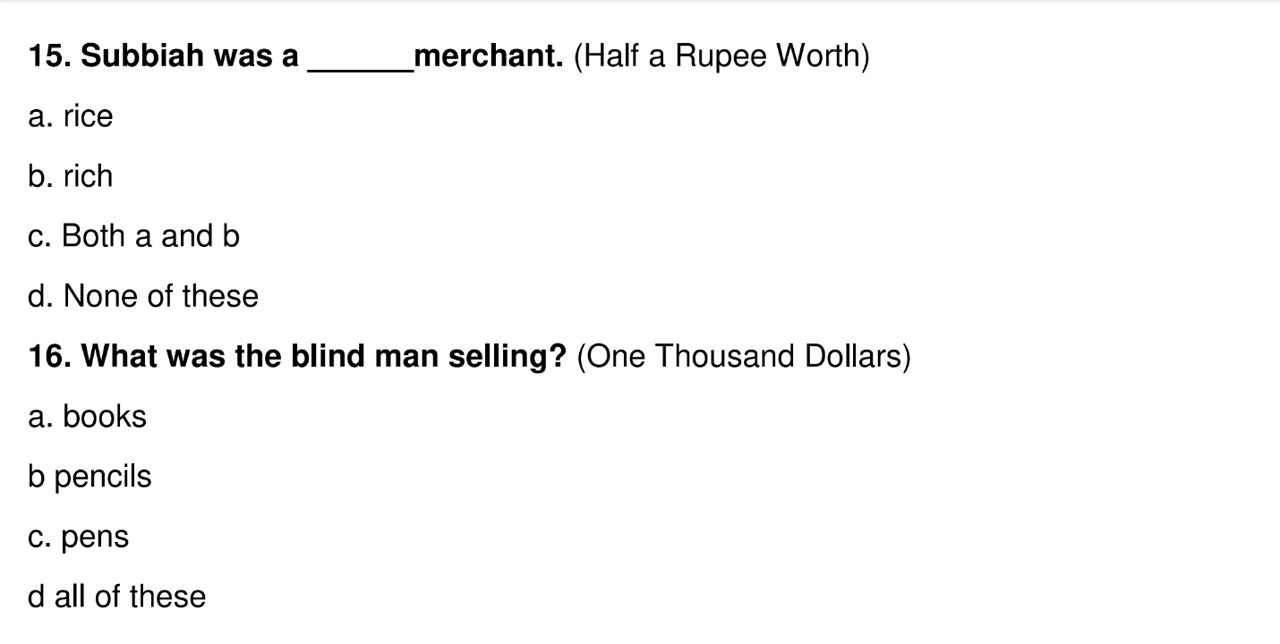 15. Subbiah was a ______merchant. (Half a Rupee Worth)
a. rice
b. rich
c. Both a and b
d. None of these
16. What was the blind man selling? (One Thousand Dollars)
a. books
b pencils
c. pens
d all of these